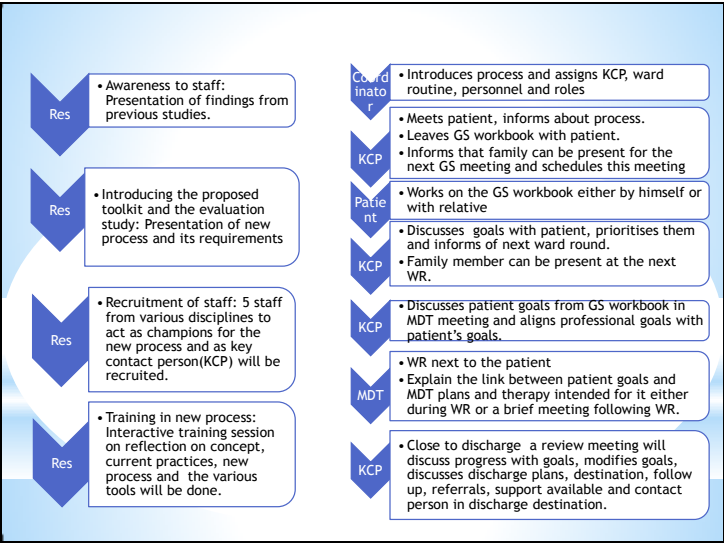 Res
• Awareness to staff:
Presentation of findings from
previous studies.
Res
• Introducing the proposed
toolkit and the evaluation
study: Presentation of new
process and its requirements
Res
• Recruitment of staff: 5 staff
from various disciplines to
act as champions for the
new process and as key
contact person(KCP) will be
recruited.
Res
• Training in new process:
Interactive training session
on reflection on concept,
current practices, new
process and the various
tools will be done.
Coord
inato
r
• Introduces process and assigns KCP, ward
routine, personnel and roles
KCP
• Meets patient, informs about process.
• Leaves GS workbook with patient.
• Informs that family can be present for the
next GS meeting and schedules this meeting
Patie
nt
• Works on the GS workbook either by himself or
with relative
KCP
• Discusses goals with patient, prioritises them
and informs of next ward round.
• Family member can be present at the next
WR.
KCP
• Discusses patient goals from GS workbook in
MDT meeting and aligns professional goals with
patient's goals.
MDT
• WR next to the patient
• Explain the link between patient goals and
MDT plans and therapy intended for it either
during WR or a brief meeting following WR.
KCP
• Close to discharge a review meeting will
discuss progress with goals, modifies goals,
discusses discharge plans, destination, follow
up, referrals, support available and contact
person in discharge destination.